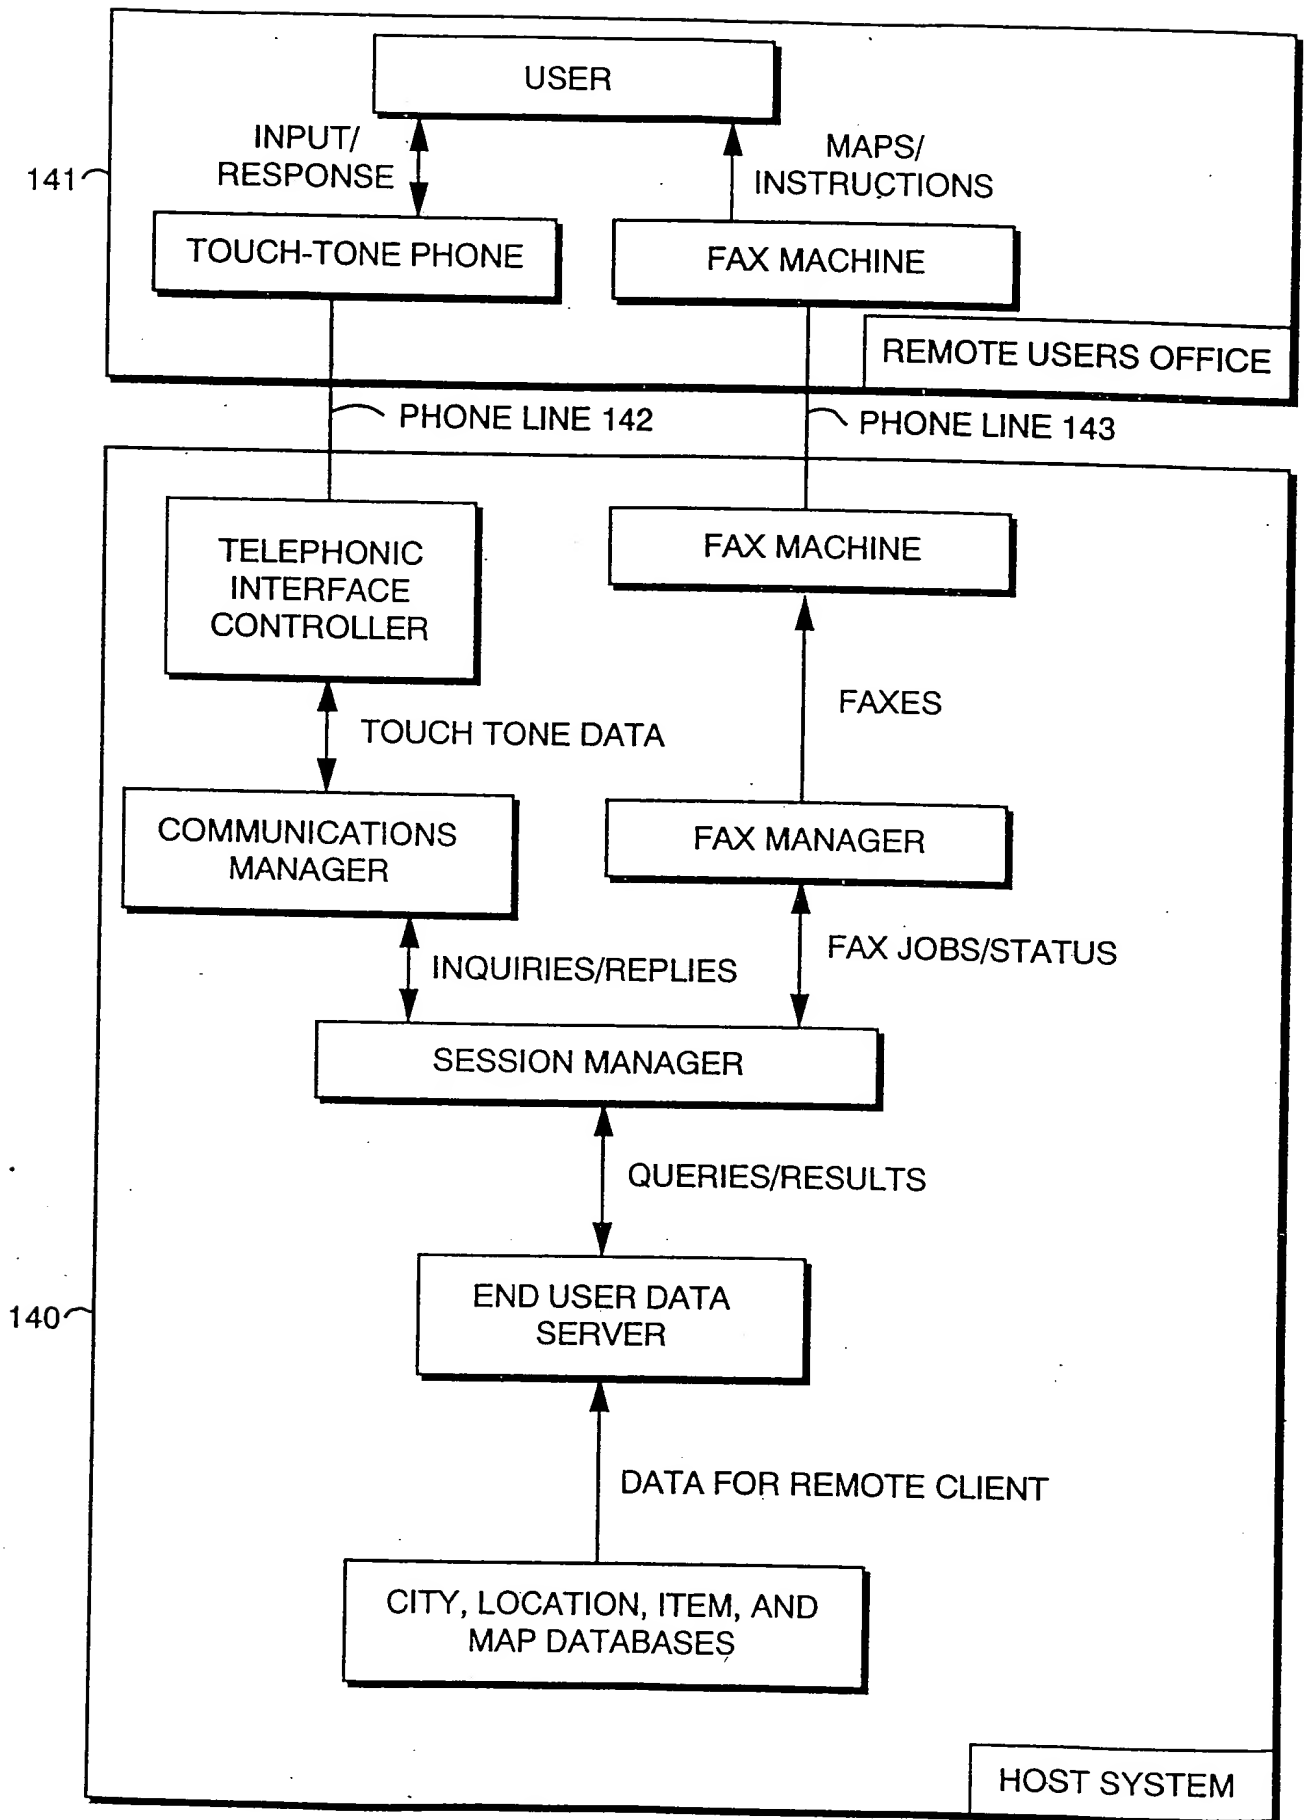 USER
INPUT/
RESPONSE
MAPS/
INSTRUCTIONS
141
TOUCH-TONE PHONE
FAX MACHINE
REMOTE USERS OFFICE
PHONE LINE 142
PHONE LINE 143
TELEPHONIC
INTERFACE
CONTROLLER
FAX MACHINE
FAXES
TOUCH TONE DATA
COMMUNICATIONS
MANAGER
FAX MANAGER
INQUIRIES/REPLIES
FAX JOBS/STATUS
SESSION MANAGER
QUERIES/RESULTS
END USER DATA
SERVER
140
DATA FOR REMOTE CLIENT
CITY, LOCATION, ITEM, AND
MAP DATABASES
HOST SYSTEM